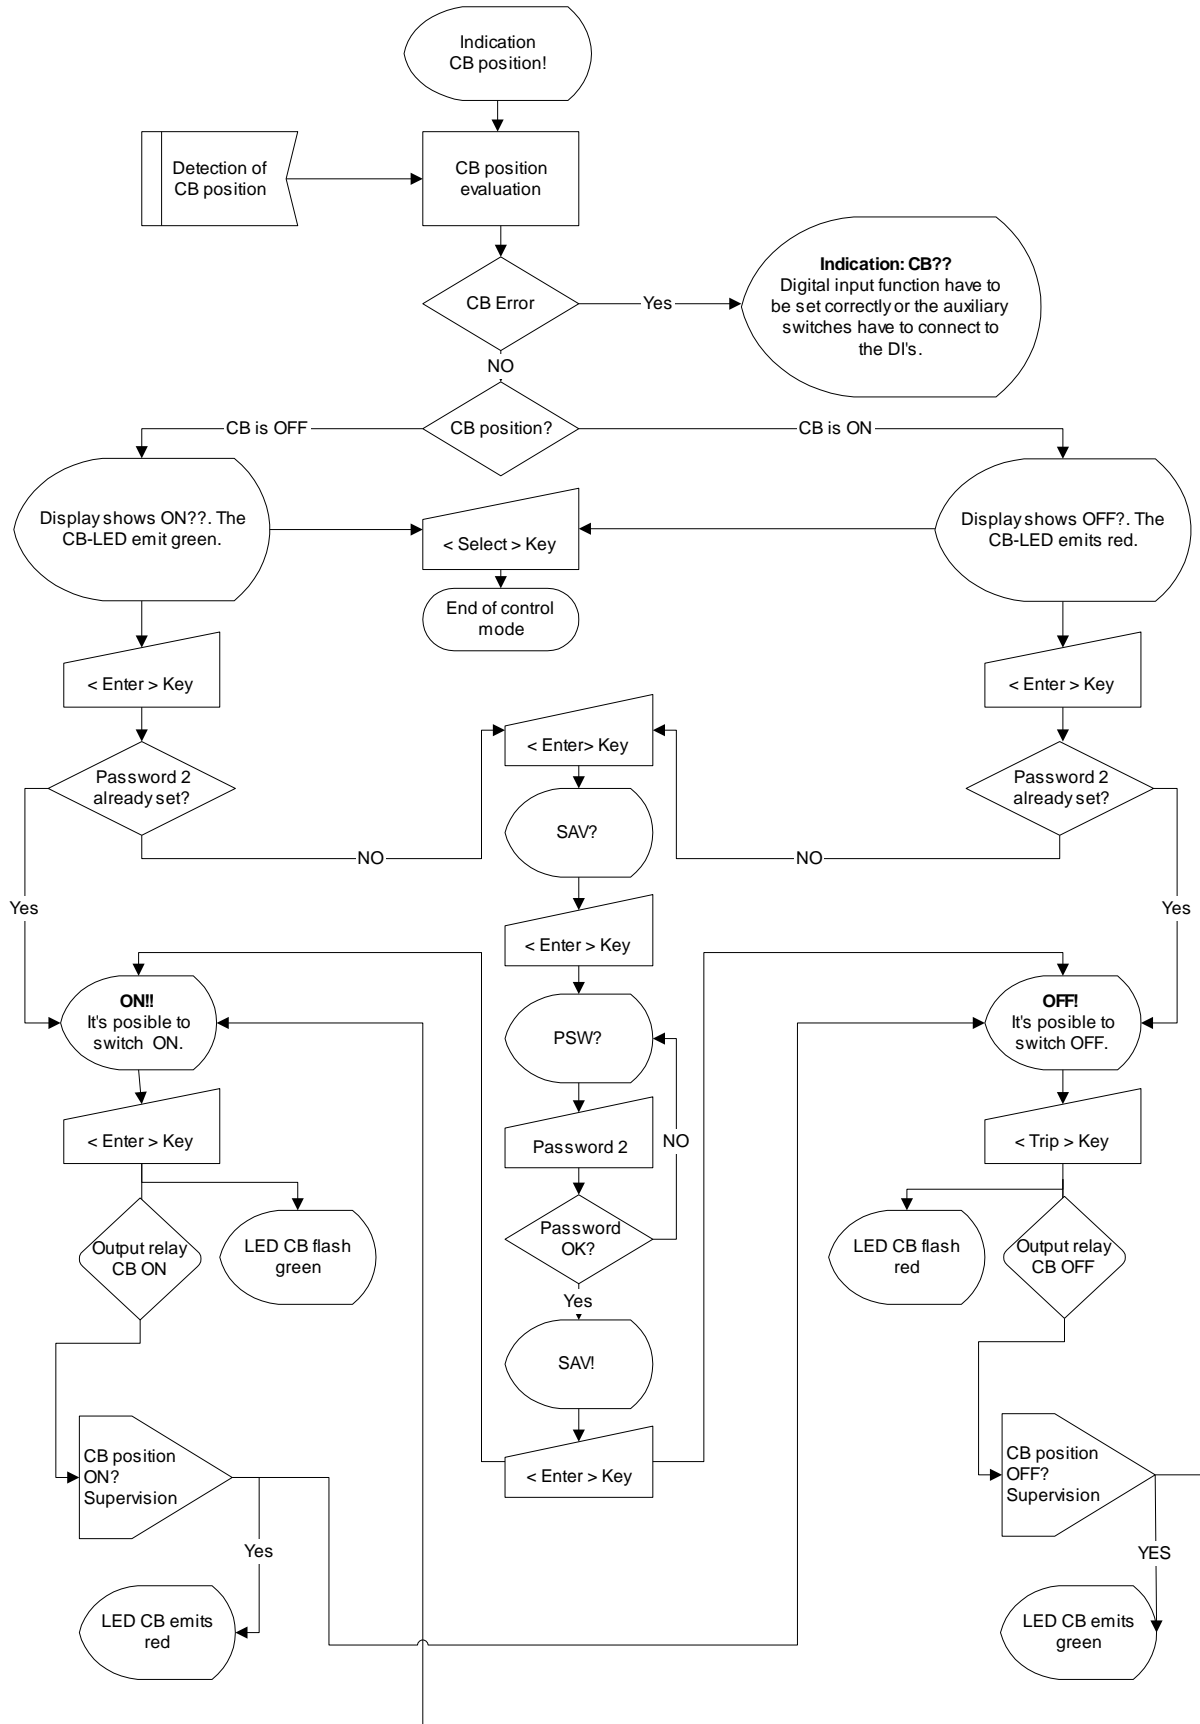 Indication
CB position!
Detection of
CB position
CB position
evaluation
Indication: CB??
Digital input function have to
be set correctly or the auxiliary
switches have to connect to
the DI's.
CB Error
Yes
NO
CB is OFF
CB position?
CB is ON
Display shows ON??. The
CB-LED emit green.
< Select > Key
Display shows OFF?. The
CB-LED emits red.
End of control
mode
< Enter > Key
< Enter > Key
< Enter> Key
Password 2
already set?
Password 2
already set?
SAV?
NO
NO
Yes
Yes
< Enter > Key
ON!!
It's posible to
switch ON.
PSW?
OFF!
It's posible to
switch OFF.
< Enter > Key
Password 2
NO
< Trip > Key
Output relay
CB ON
LED CB flash
green
Password
OK?
LED CB flash
red
Output relay
CB OFF
Yes
SAV!
CB position
ON?
Supervision
< Enter > Key
CB position
OFF?
Supervision
Yes
YES
LED CB emits
red
LED CB emits
green